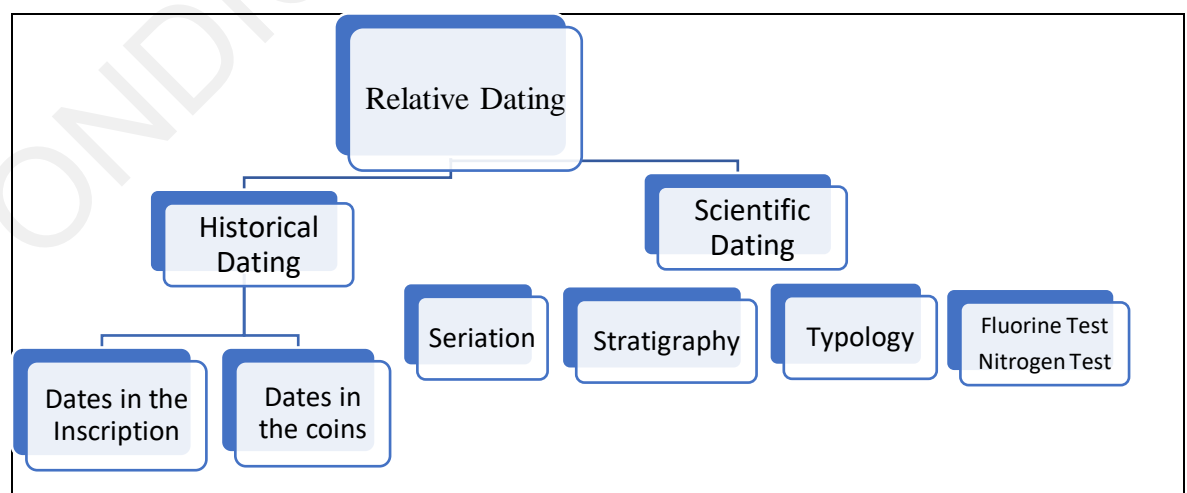 Relative Dating
Historical
Dating
Scientific
Dating
Seriation
Stratigraphy
Typology
Fluorine Test
Nitrogen Test
Dates in the
Inscription
Dates in
the coins